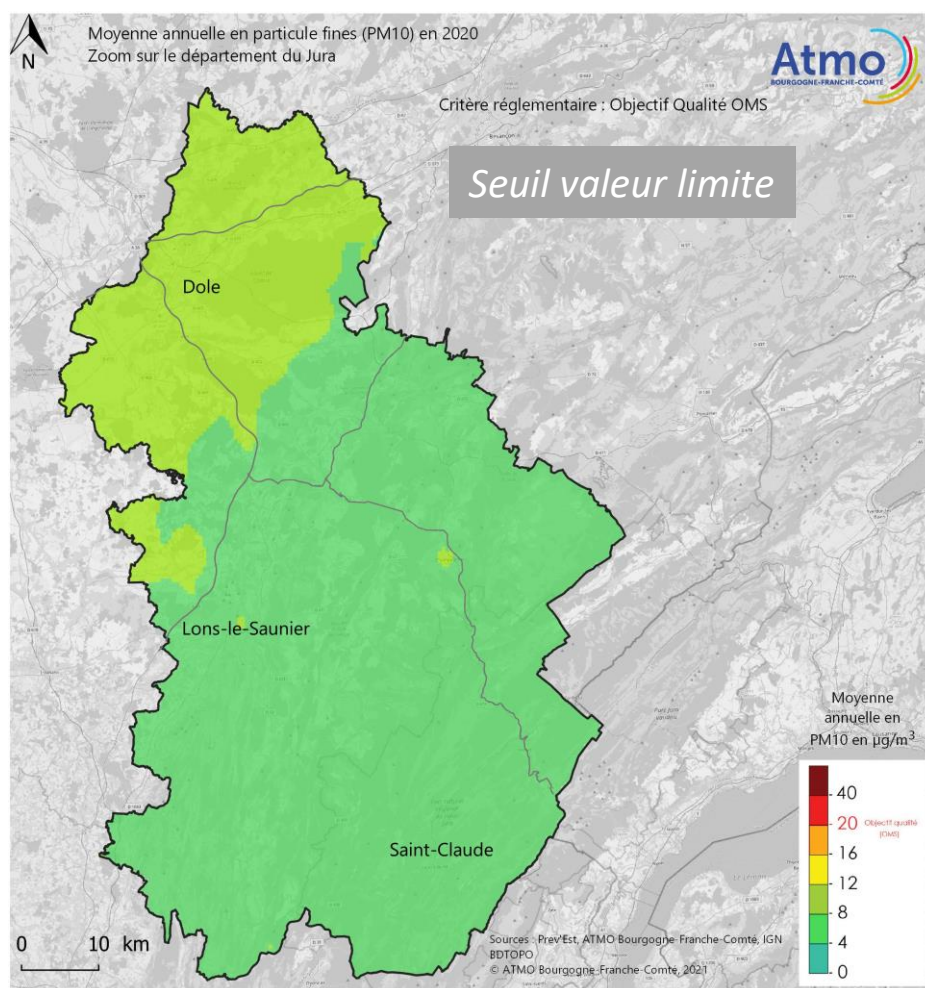 Moyenne annuelle en particule fines (PM10) en 2020
Zoom sur le département du Jura
N
Atmo
BOURGOGNE-FRANCHE-COMTÉ
Critère réglementaire : Objectif Qualité OMS
Seuil valeur limite
Dole
Lons-le-Saunier
Saint-Claude
Moyenne
annuelle en
PM10 en µg/m³
40
20 Objectif qualité
(OMS)
16
12
8
4
0
0 10 km
Sources : Prev'Est, ATMO Bourgogne-Franche-Comté, IGN
BDTOPO
© ATMO Bourgogne-Franche-Comté, 2021